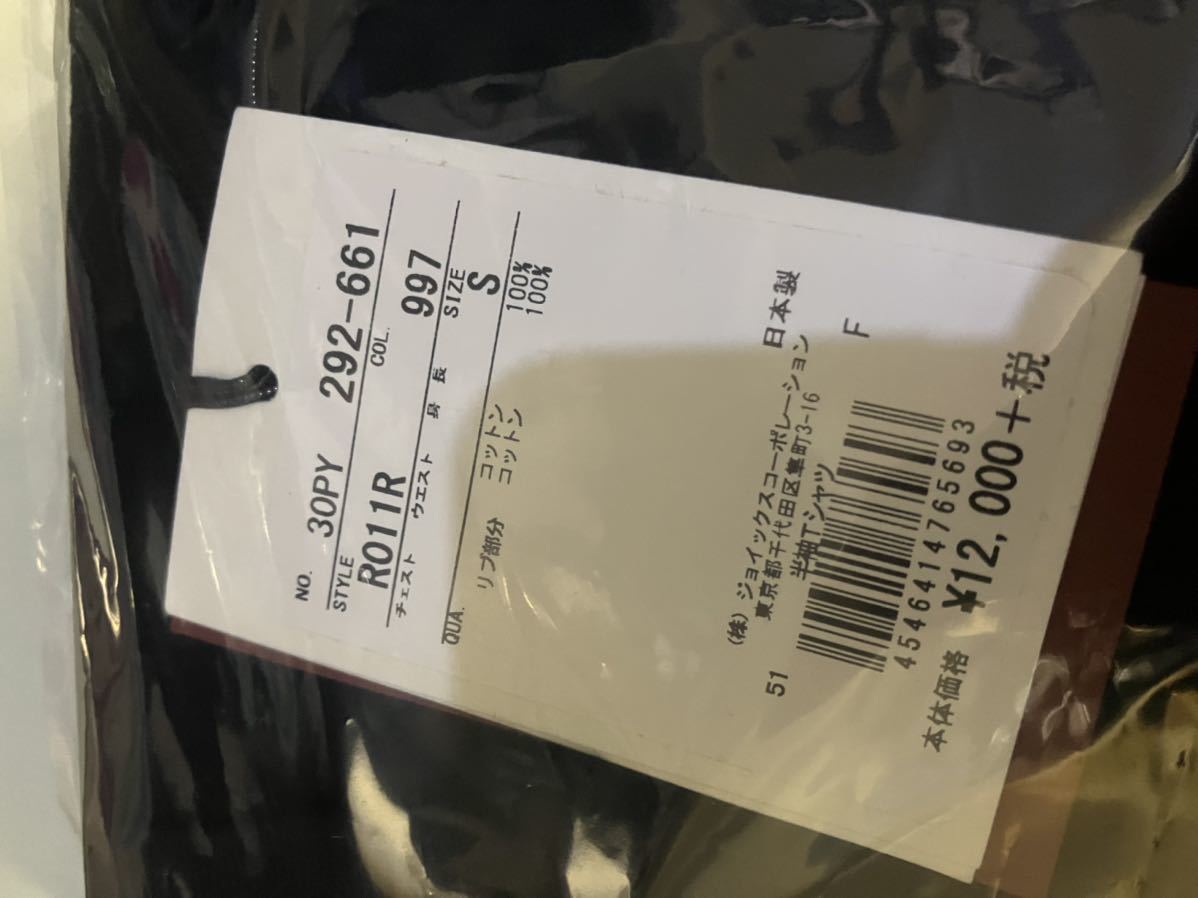 NO. 30PY 292-661
STYLE COL.
R011R 997
チェスト ウエスト 身長 SIZE
S
QUA. コットン 100%
リブ部分 コットン 100%
日本製
(株)ジョイックスコーポレーション
東京都千代田区隼町3-16
半袖Tシャツ F
51
4546414765693
本体価格 ¥12,000+税